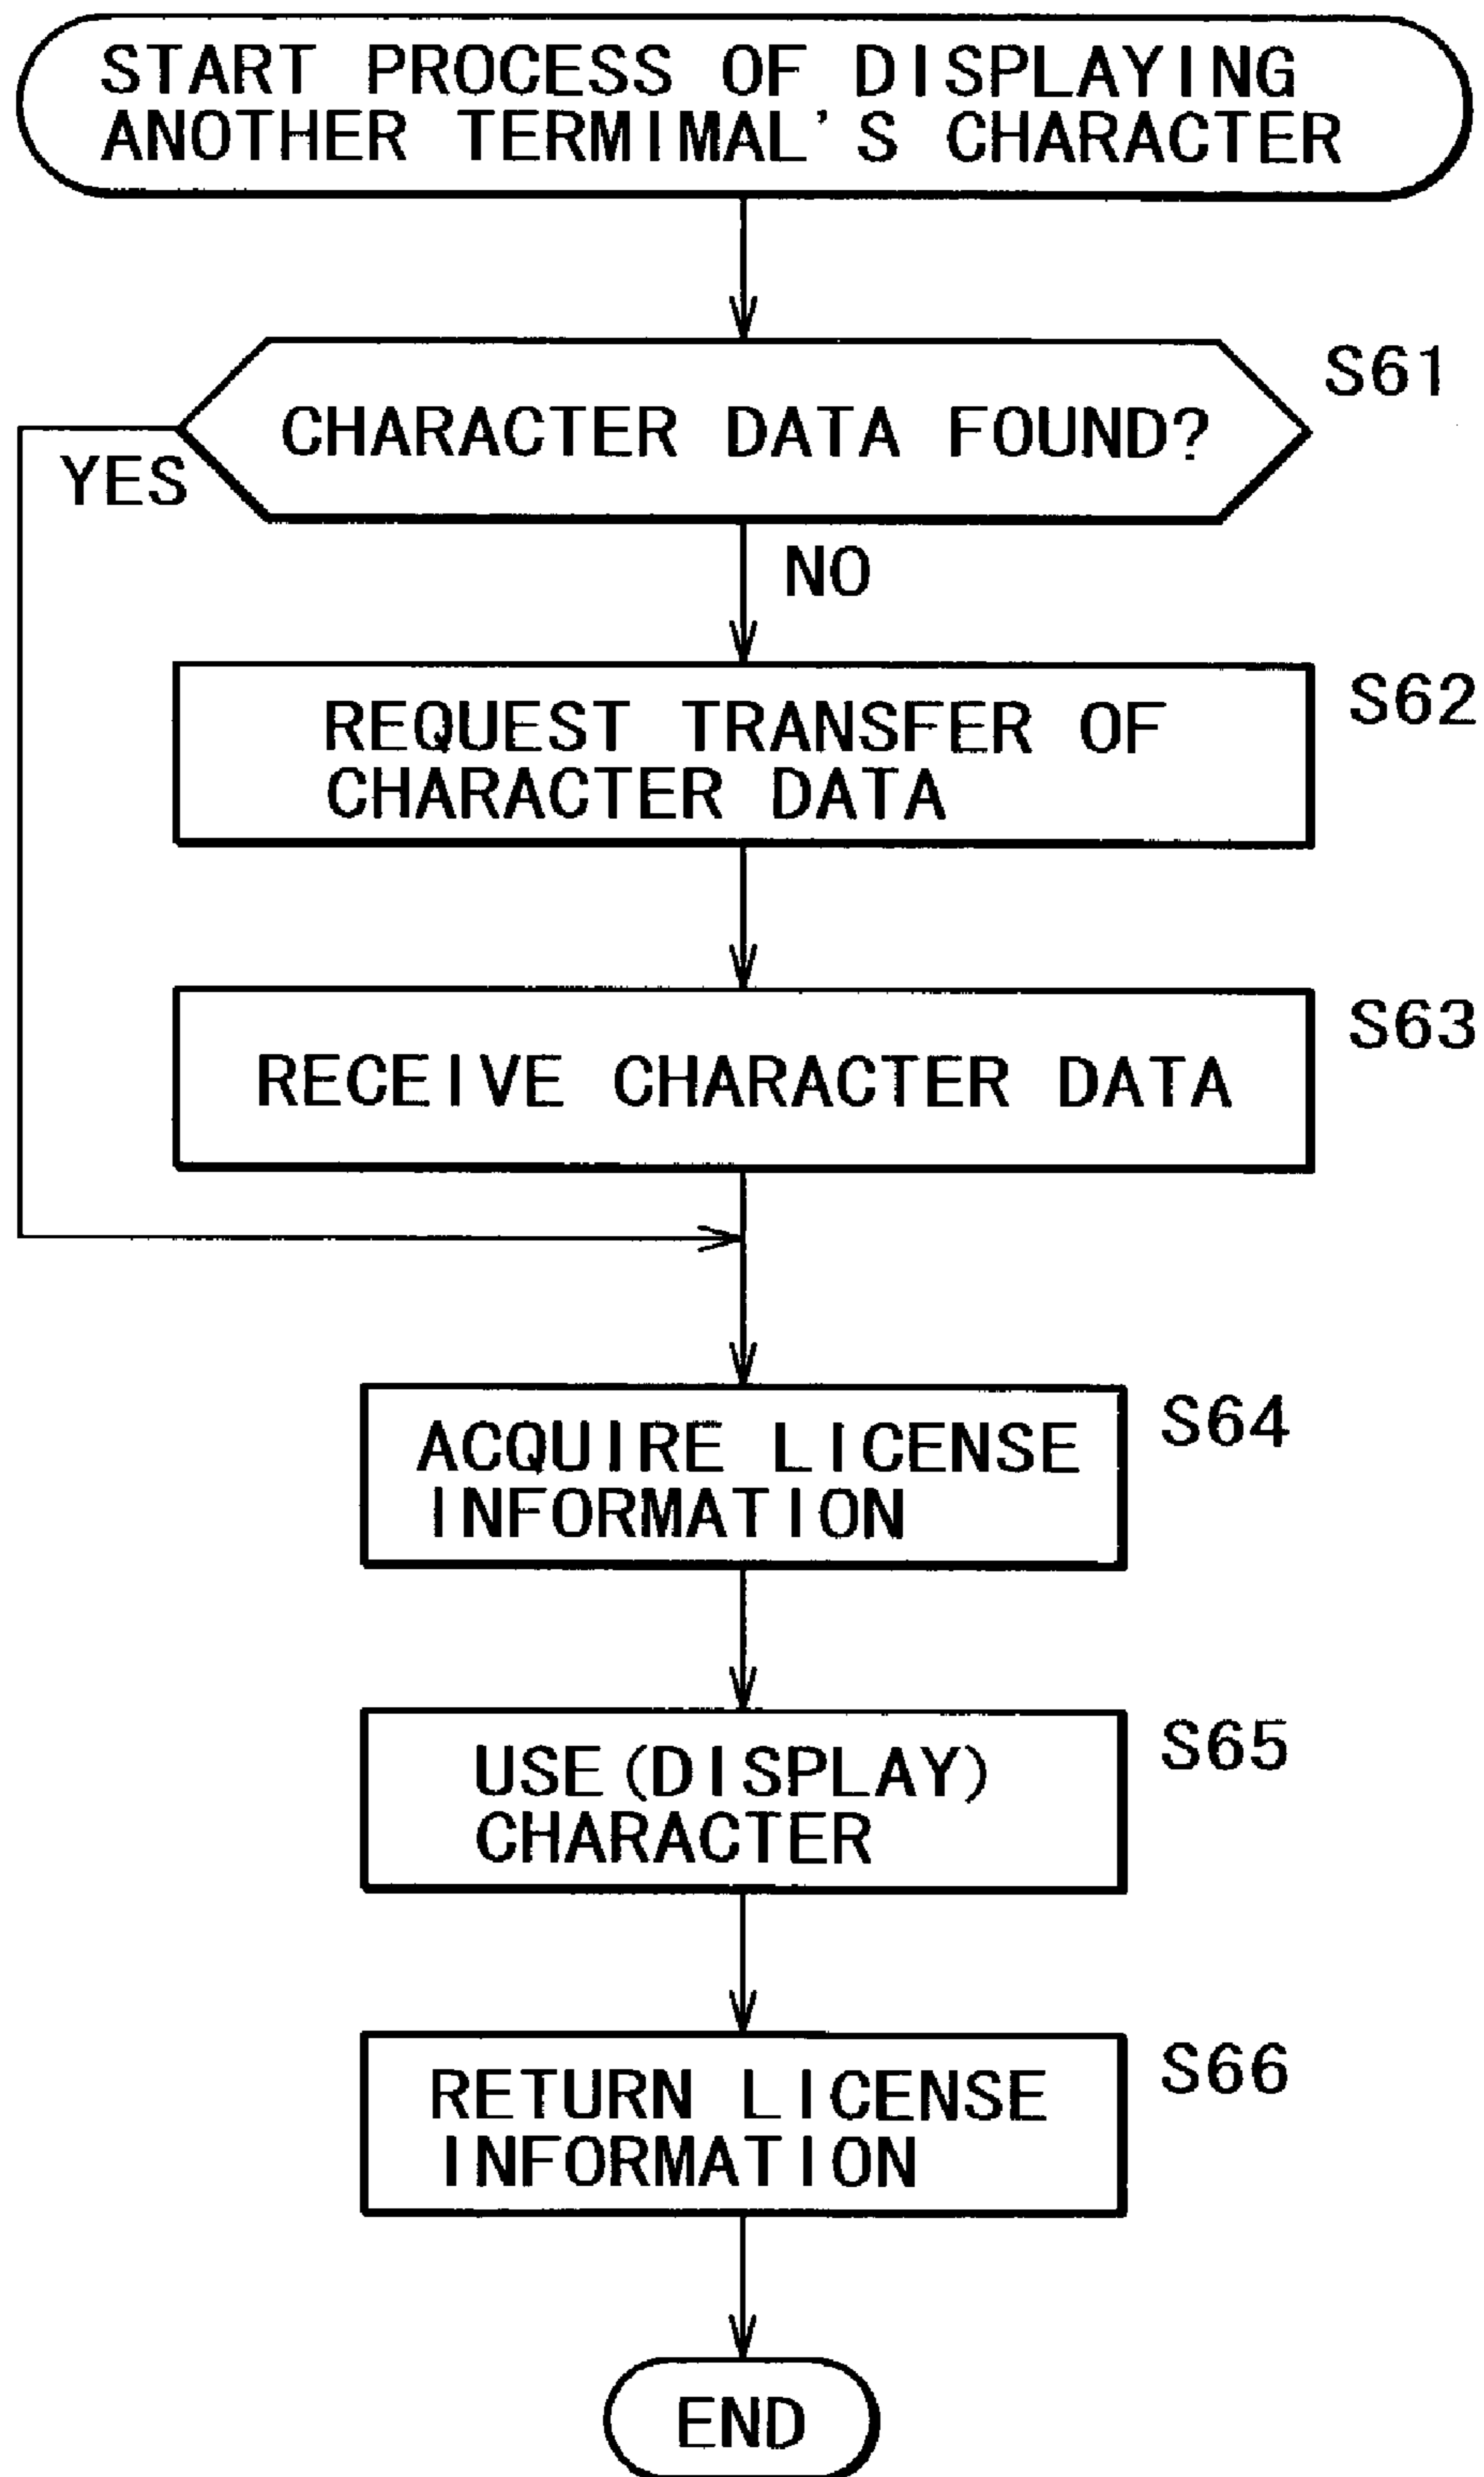 START PROCESS OF DISPLAYING
ANOTHER TERMIMAL'S CHARACTER
S61
CHARACTER DATA FOUND?
YES
NO
S62
REQUEST TRANSFER OF
CHARACTER DATA
S63
RECEIVE CHARACTER DATA
S64
ACQUIRE LICENSE
INFORMATION
S65
USE(DISPLAY)
CHARACTER
S66
RETURN LICENSE
INFORMATION
END